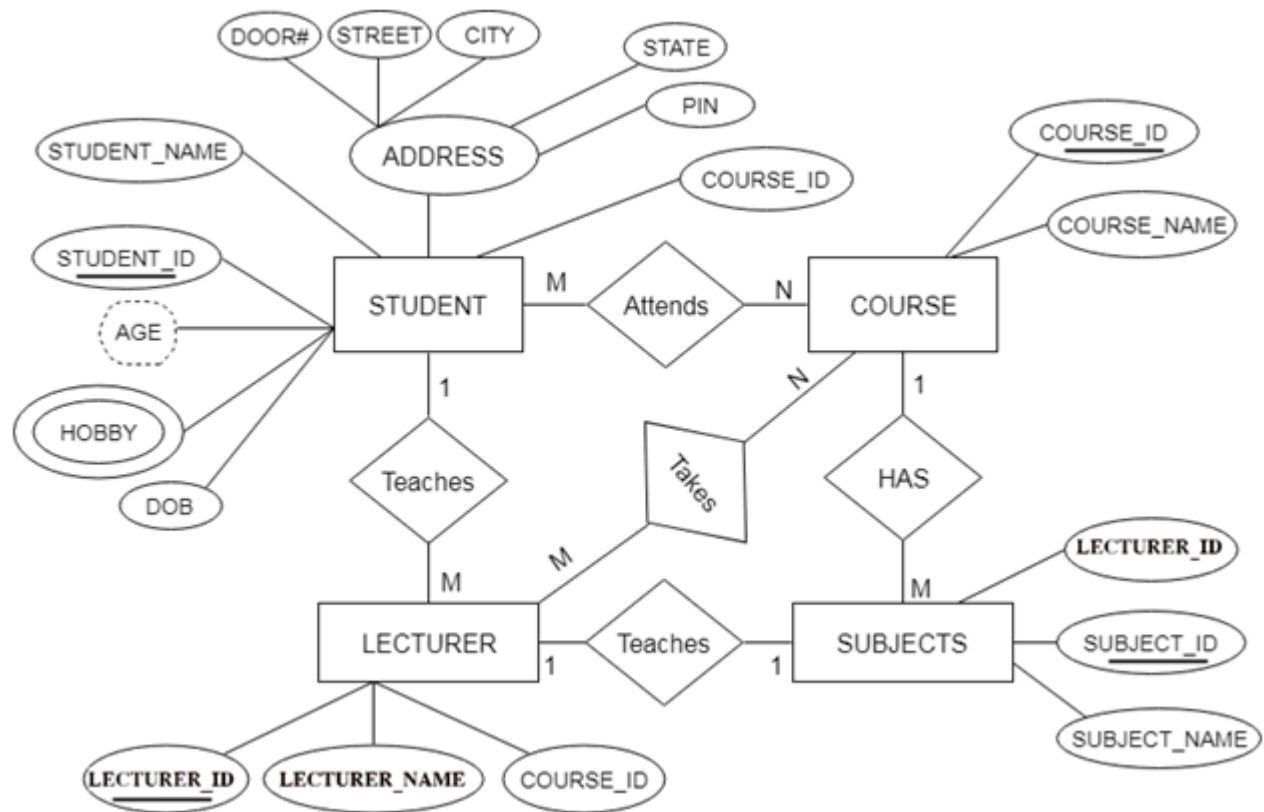 DOOR#
STREET
CITY
STATE
PIN
ADDRESS
STUDENT_NAME
COURSE_ID
COURSE_ID
COURSE_NAME
STUDENT_ID
AGE
HOBBY
DOB
STUDENT
M
Attends
N
COURSE
1
N
1
Teaches
Takes
HAS
M
M
M
LECTURER
1
Teaches
1
SUBJECTS
LECTURER_ID
SUBJECT_ID
SUBJECT_NAME
LECTURER_ID
LECTURER_NAME
COURSE_ID